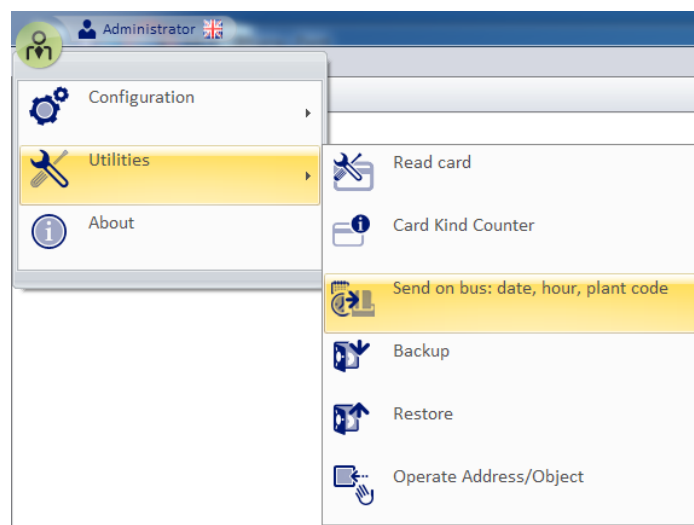 Administrator
Configuration
Utilities
About
Read card
Card Kind Counter
Send on bus: date, hour, plant code
Backup
Restore
Operate Address/Object